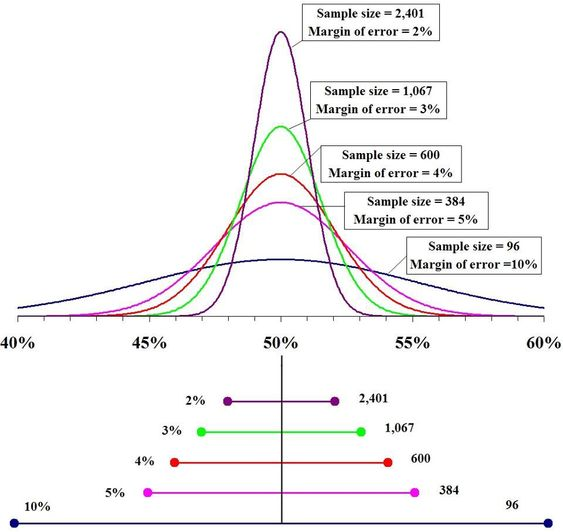 Sample size = 2,401
Margin of error = 2%
Sample size = 1,067
Margin of error = 3%
Sample size = 600
Margin of error = 4%
Sample size = 384
Margin of error = 5%
Sample size = 96
Margin of error =10%
40% 45% 50% 55% 60%
2% 2,401
3% 1,067
4% 600
5% 384
10% 96